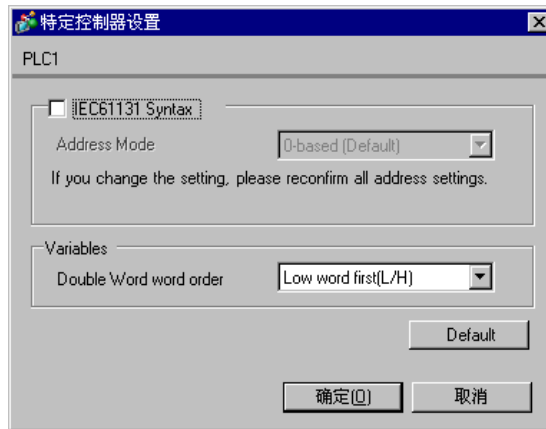 特定控制器设置
PLC1
IEC61131 Syntax
Address Mode 0-based (Default)
If you change the setting, please reconfirm all address settings.
Variables
Double Word word order Low word first(L/H)
Default
确定(O) 取消